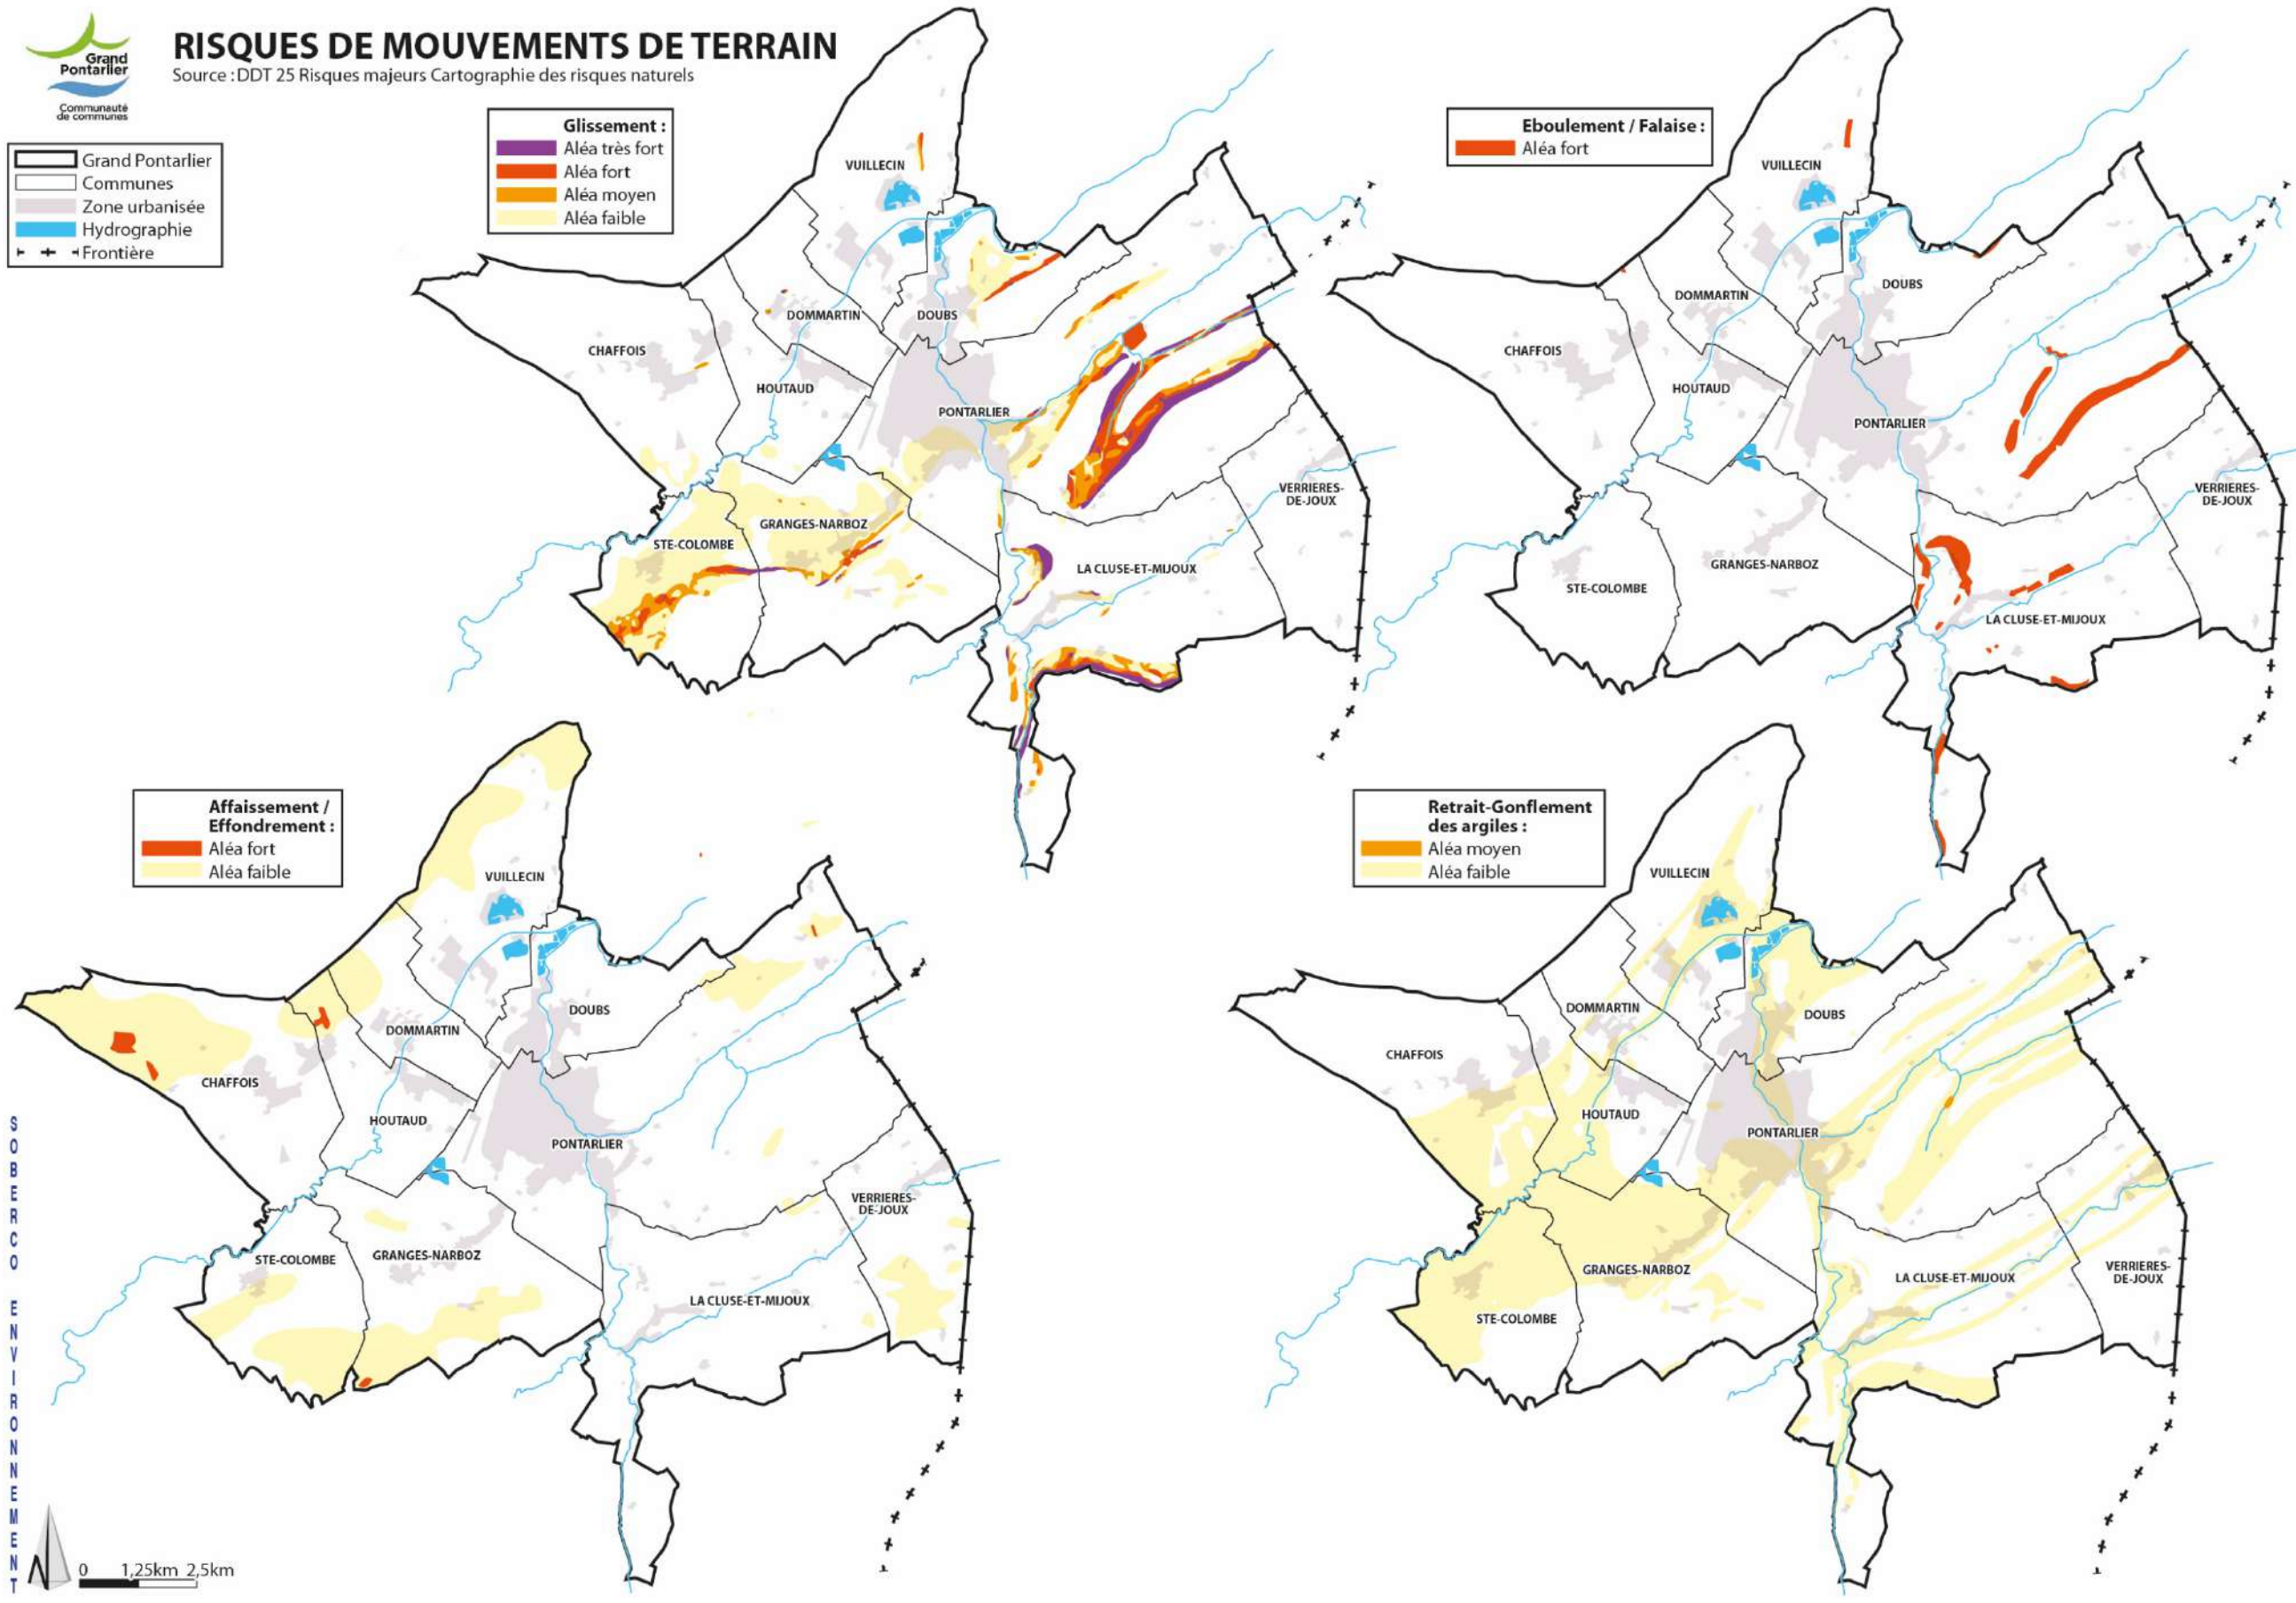 Grand
Pontarlier
Communauté
de communes
RISQUES DE MOUVEMENTS DE TERRAIN
Source : DDT 25 Risques majeurs Cartographie des risques naturels
Grand Pontarlier
Communes
Zone urbanisée
Hydrographie
Frontière
Glissement :
Aléa très fort
Aléa fort
Aléa moyen
Aléa faible
VUILLECIN
DOMMARTIN
DOUBS
CHAFFOIS
HOUTAUD
PONTARLIER
VERRIERES-
DE-JOUX
GRANGES-NARBOZ
STE-COLOMBE
LA CLUSE-ET-MIJOUX
Eboulement / Falaise :
Aléa fort
VUILLECIN
DOUBS
DOMMARTIN
CHAFFOIS
HOUTAUD
PONTARLIER
VERRIERES-
DE-JOUX
GRANGES-NARBOZ
STE-COLOMBE
LA CLUSE-ET-MIJOUX
Affaissement /
Effondrement :
Aléa fort
Aléa faible
VUILLECIN
DOUBS
DOMMARTIN
CHAFFOIS
HOUTAUD
PONTARLIER
VERRIERES-
DE-JOUX
STE-COLOMBE
GRANGES-NARBOZ
LA CLUSE-ET-MIJOUX
Retrait-Gonflement
des argiles :
Aléa moyen
Aléa faible
VUILLECIN
DOMMARTIN
DOUBS
CHAFFOIS
HOUTAUD
PONTARLIER
GRANGES-NARBOZ
LA CLUSE-ET-MIJOUX
VERRIERES-
DE-JOUX
STE-COLOMBE
SOBERCO ENVIRONNEMENT
N
0 1,25km 2,5km